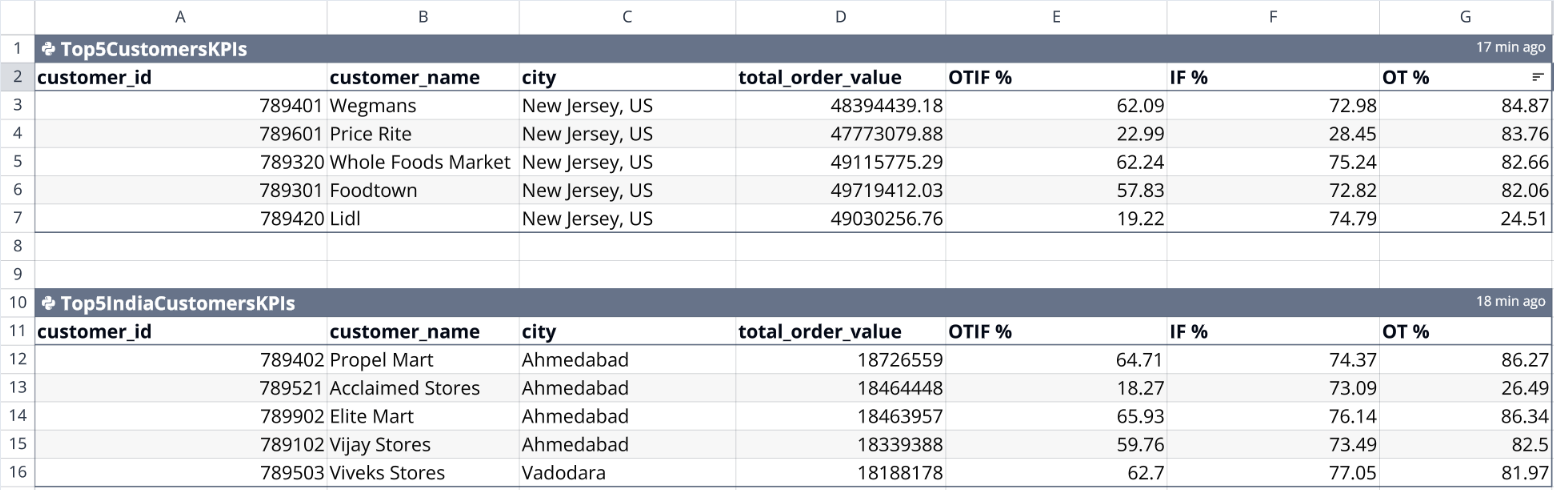 A B C D E F G
1 Top5CustomersKPIs 17 min ago
2 customer_id customer_name city total_order_value OTIF % IF % OT %
3 789401 Wegmans New Jersey, US 48394439.18 62.09 72.98 84.87
4 789601 Price Rite New Jersey, US 47773079.88 22.99 28.45 83.76
5 789320 Whole Foods Market New Jersey, US 49115775.29 62.24 75.24 82.66
6 789301 Foodtown New Jersey, US 49719412.03 57.83 72.82 82.06
7 789420 Lidl New Jersey, US 49030256.76 19.22 74.79 24.51
8
9
10 Top5IndiaCustomersKPIs 18 min ago
11 customer_id customer_name city total_order_value OTIF % IF % OT %
12 789402 Propel Mart Ahmedabad 18726559 64.71 74.37 86.27
13 789521 Acclaimed Stores Ahmedabad 18464448 18.27 73.09 26.49
14 789902 Elite Mart Ahmedabad 18463957 65.93 76.14 86.34
15 789102 Vijay Stores Ahmedabad 18339388 59.76 73.49 82.5
16 789503 Viveks Stores Vadodara 18188178 62.7 77.05 81.97